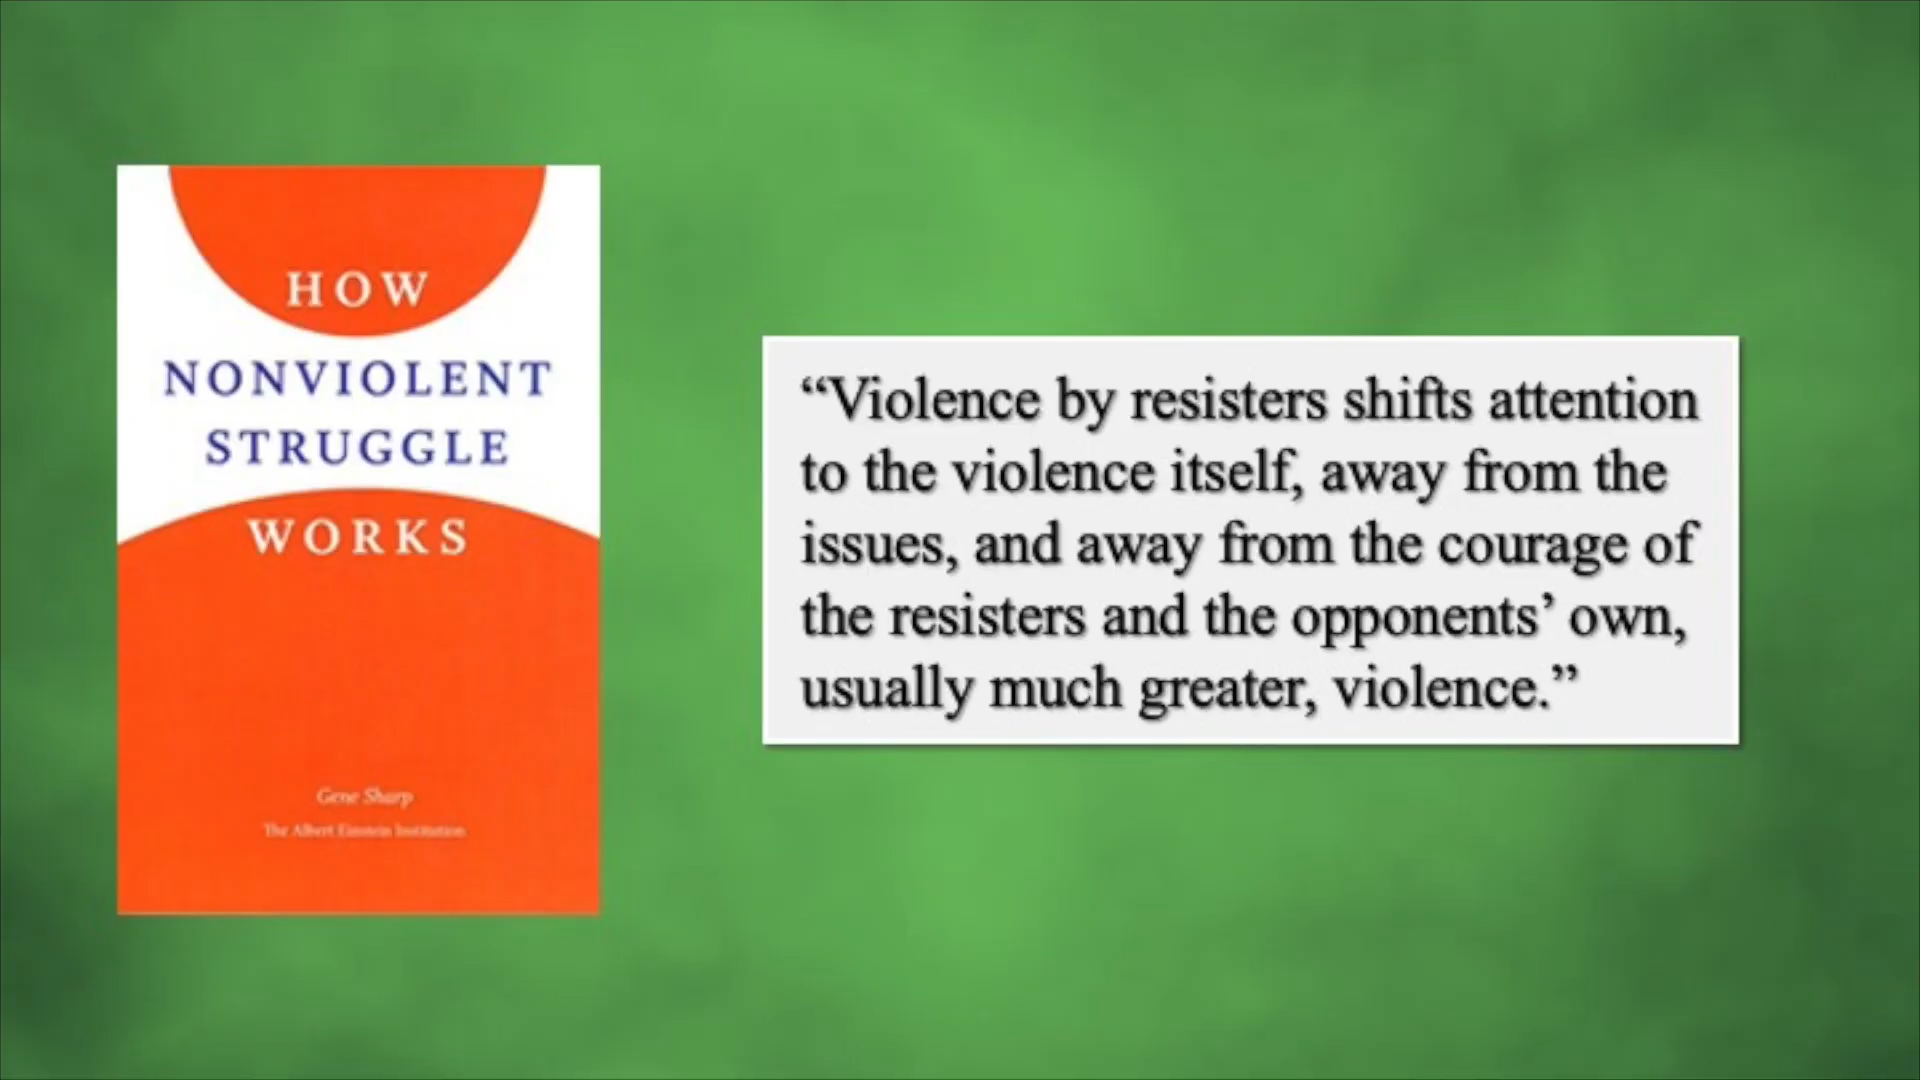 HOW
NONVIOLENT
STRUGGLE
WORKS
Gene Sharp
The Albert Einstein Institution
“Violence by resisters shifts attention
to the violence itself, away from the
issues, and away from the courage of
the resisters and the opponents’ own,
usually much greater, violence.”